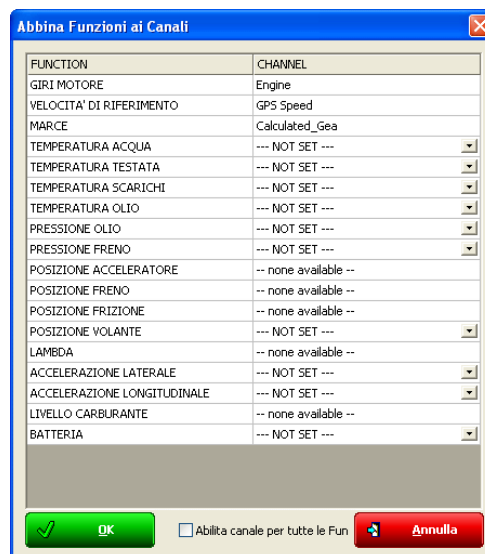 Abbina Funzioni ai Canali
FUNCTION CHANNEL
GIRI MOTORE Engine
VELOCITA' DI RIFERIMENTO GPS Speed
MARCE Calculated_Gea
TEMPERATURA ACQUA --- NOT SET ---
TEMPERATURA TESTATA --- NOT SET ---
TEMPERATURA SCARICHI --- NOT SET ---
TEMPERATURA OLIO --- NOT SET ---
PRESSIONE OLIO --- NOT SET ---
PRESSIONE FRENO --- NOT SET ---
POSIZIONE ACCELERATORE -- none available --
POSIZIONE FRENO -- none available --
POSIZIONE FRIZIONE -- none available --
POSIZIONE VOLANTE --- NOT SET ---
LAMBDA -- none available --
ACCELERAZIONE LATERALE --- NOT SET ---
ACCELERAZIONE LONGITUDINALE --- NOT SET ---
LIVELLO CARBURANTE -- none available --
BATTERIA --- NOT SET ---
OK Abilita canale per tutte le Fun Annulla